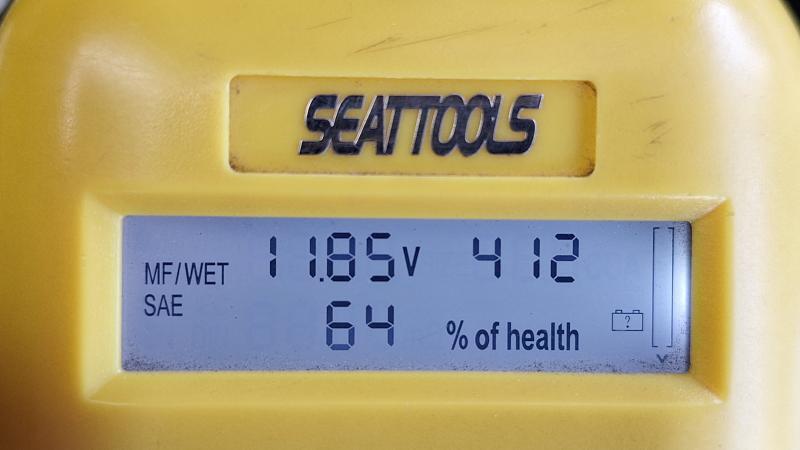 SEATTOOLS
MF/WET 11.85V 412
SAE
64 % of health
?